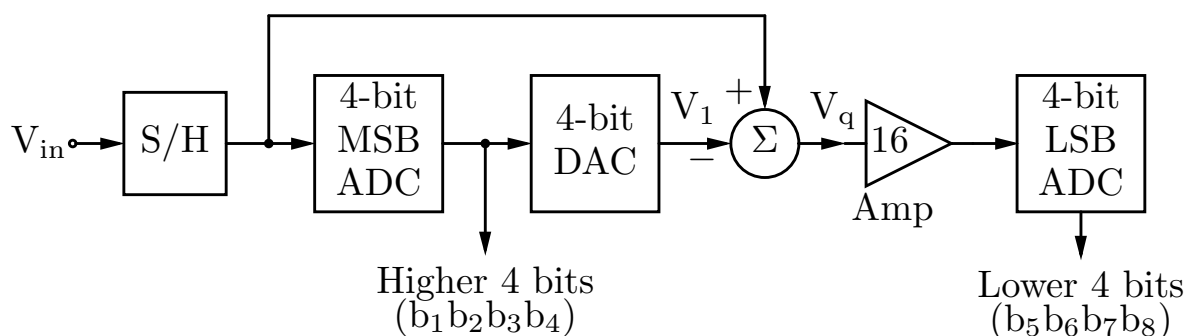 V_in
S/H
4-bit
MSB
ADC
4-bit
DAC
V_1
+
−
Σ
V_q
16
Amp
4-bit
LSB
ADC
Higher 4 bits
(b_1b_2b_3b_4)
Lower 4 bits
(b_5b_6b_7b_8)